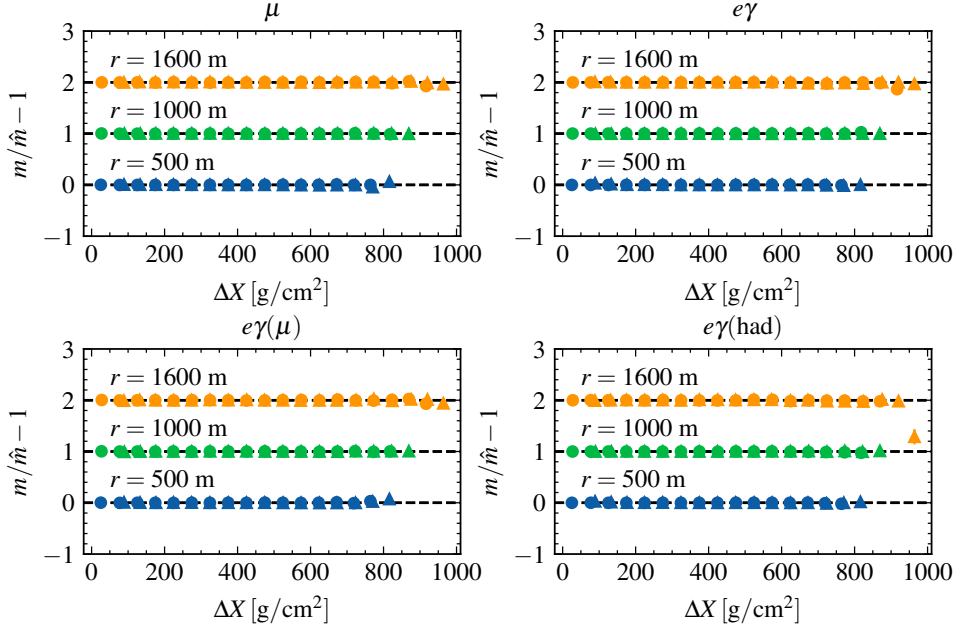 μ
3
2
1
0
−1
m/m̂ − 1
r = 1600 m
r = 1000 m
r = 500 m
0 200 400 600 800 1000
ΔX [g/cm²]
eγ
3
2
1
0
−1
m/m̂ − 1
r = 1600 m
r = 1000 m
r = 500 m
0 200 400 600 800 1000
ΔX [g/cm²]
eγ(μ)
3
2
1
0
−1
m/m̂ − 1
r = 1600 m
r = 1000 m
r = 500 m
0 200 400 600 800 1000
ΔX [g/cm²]
eγ(had)
3
2
1
0
−1
m/m̂ − 1
r = 1600 m
r = 1000 m
r = 500 m
0 200 400 600 800 1000
ΔX [g/cm²]